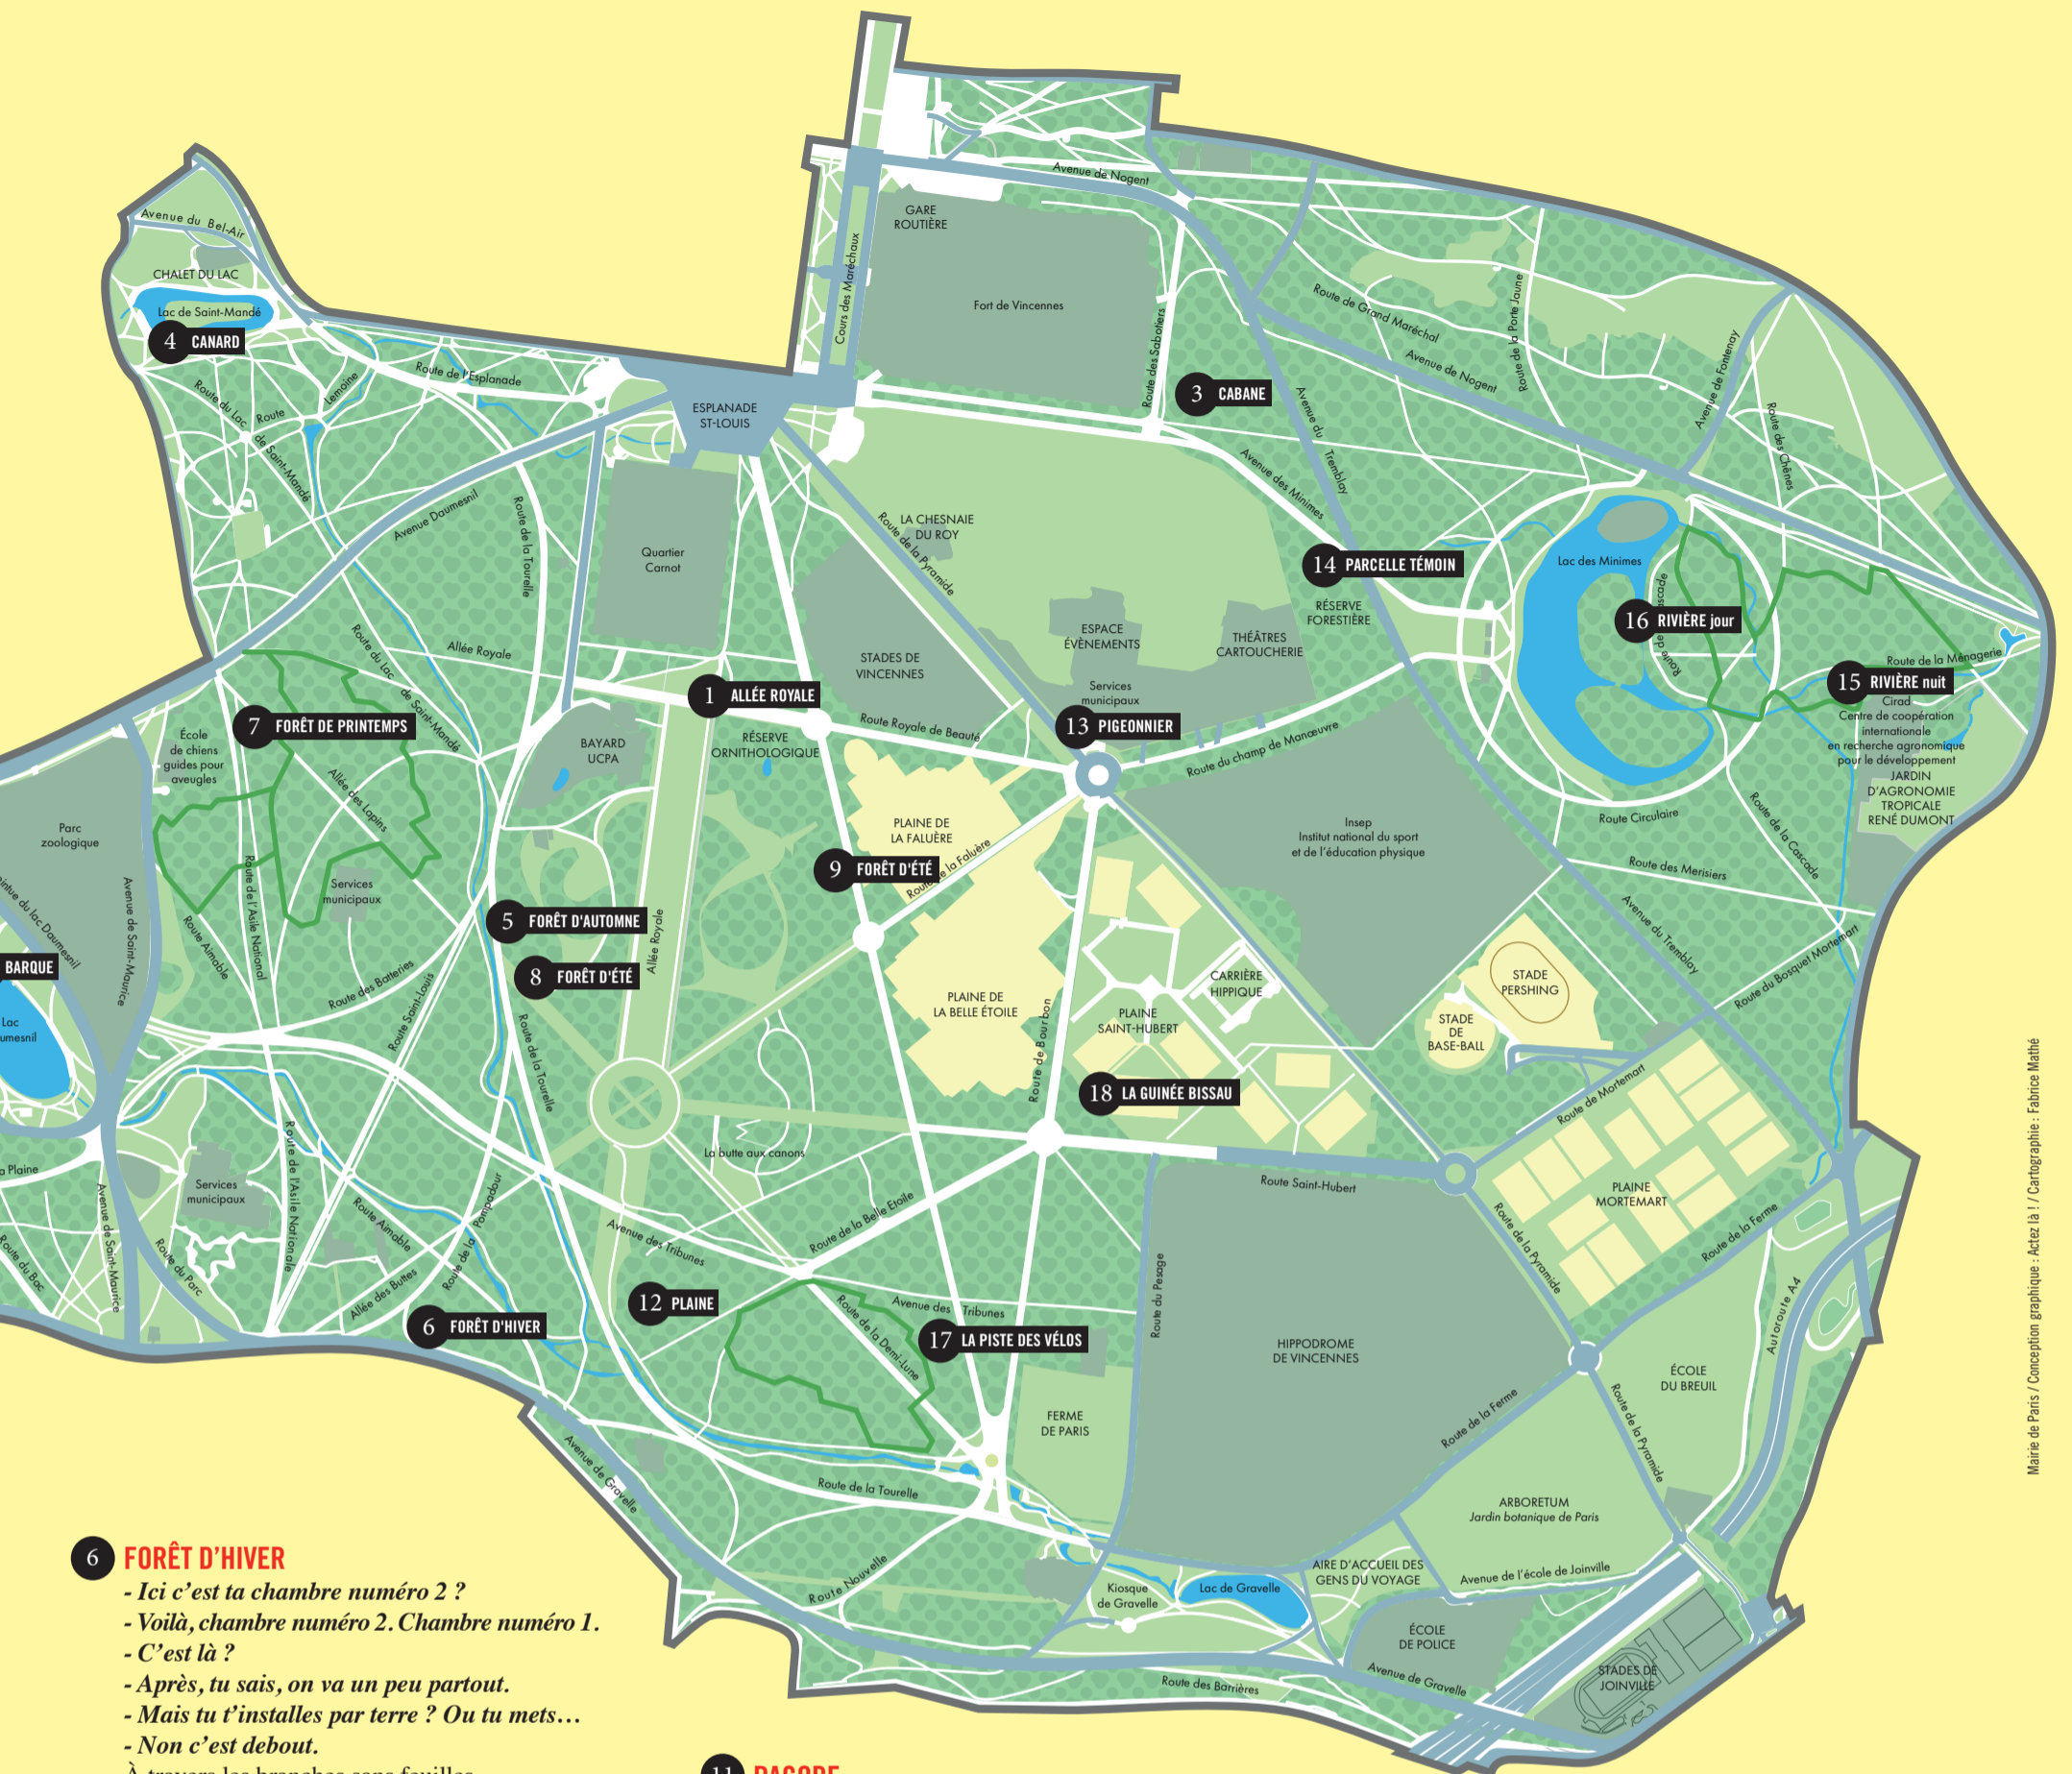 Avenue de Nogent
GARE
ROUTIÈRE
Avenue du Bel-Air
CHALET DU LAC
Lac de Saint-Mandé
4 CANARD
Cours des Maréchaux
Fort de Vincennes
Route des Sabotiers
Route de Grand Maréchal
Route de la Porte Jaune
Avenue de Nogent
Avenue de Fontenay
Route des Chênes
Route de l'Esplanade
Route du Lac de Saint-Mandé
Route Lemoine
ESPLANADE
ST-LOUIS
3 CABANE
Avenue du Tremblay
Avenue des Minimes
Avenue Daumesnil
Route de la Tourelle
Quartier
Carnot
LA CHESNAIE
DU ROY
Route de la Pyramide
14 PARCELLE TÉMOIN
RÉSERVE
FORESTIÈRE
Lac des Minimes
16 RIVIÈRE jour
Route de
ascade
Route de la Ménagerie
15 RIVIÈRE nuit
Cirad
Centre de coopération
internationale
en recherche agronomique
pour le développement
JARDIN
D'AGRONOMIE
TROPICALE
RENÉ DUMONT
ESPACE
ÉVÈNEMENTS
THÉÂTRES
CARTOUCHERIE
STADES DE
VINCENNES
Services
municipaux
Allée Royale
Route du Lac de Saint-Mandé
1 ALLÉE ROYALE
7 FORÊT DE PRINTEMPS
École
de chiens
guides pour
aveugles
BAYARD
UCPA
RÉSERVE
ORNITHOLOGIQUE
Route Royale de Beauté
13 PIGEONNIER
Route du champ de Manœuvre
Allée des Lapins
Parc
zoologique
PLAINE DE
LA FALUÈRE
Route de la Faluère
9 FORÊT D'ÉTÉ
Insep
Institut national du sport
et de l'éducation physique
Route Circulaire
Route de la Cascade
Route des Merisiers
Services
municipaux
Route de l'Asile National
Avenue de Saint-Maurice
einture du lac Daumesnil
Route Aimable
5 FORÊT D'AUTOMNE
Allée Royale
8 FORÊT D'ÉTÉ
BARQUE
Lac
umesnil
Route des Batteries
Route Saint-Louis
Route de la Tourelle
PLAINE DE
LA BELLE ÉTOILE
Route de Bourbon
PLAINE
SAINT-HUBERT
CARRIÈRE
HIPPIQUE
STADE
PERSHING
STADE
DE
BASE-BALL
Avenue du Tremblay
Route du Bosquet Mortemart
Route de Mortemart
18 LA GUINÉE BISSAU
La butte aux canons
Route Saint-Hubert
PLAINE
MORTEMART
Route de la Ferme
Route de la Pyramide
a Plaine
Services
municipaux
Route de l'Asile Nationale
Avenue de Saint-Maurice
Route du Bac
Route du Parc
Route Aimable
Allée des Buttes
Route de la Pompadour
Avenue des Tribunes
Route de la Belle Etoile
12 PLAINE
6 FORÊT D'HIVER
Route de la Demi-Lune
Avenue des Tribunes
17 LA PISTE DES VÉLOS
Route du Pesage
HIPPODROME
DE VINCENNES
Autoroute A4
ÉCOLE
DU BREUIL
FERME
DE PARIS
Route de la Ferme
Route de la Pyramide
Avenue de Gravelle
Route de la Tourelle
Route Nouvelle
ARBORETUM
Jardin botanique de Paris
Kiosque
de Gravelle
Lac de Gravelle
AIRE D'ACCUEIL DES
GENS DU VOYAGE
Avenue de l'école de Joinville
ÉCOLE
DE POLICE
Avenue de Gravelle
Route des Barrières
STADES DE
JOINVILLE
Mairie de Paris / Conception graphique : Actez là ! / Cartographie : Fabrice Mathé
6 FORÊT D'HIVER
- Ici c'est ta chambre numéro 2 ?
- Voilà, chambre numéro 2. Chambre numéro 1.
- C'est là ?
- Après, tu sais, on va un peu partout.
- Mais tu t'installes par terre ? Ou tu mets…
- Non c'est debout.
À travers les branches sans feuilles
11 PAGODE